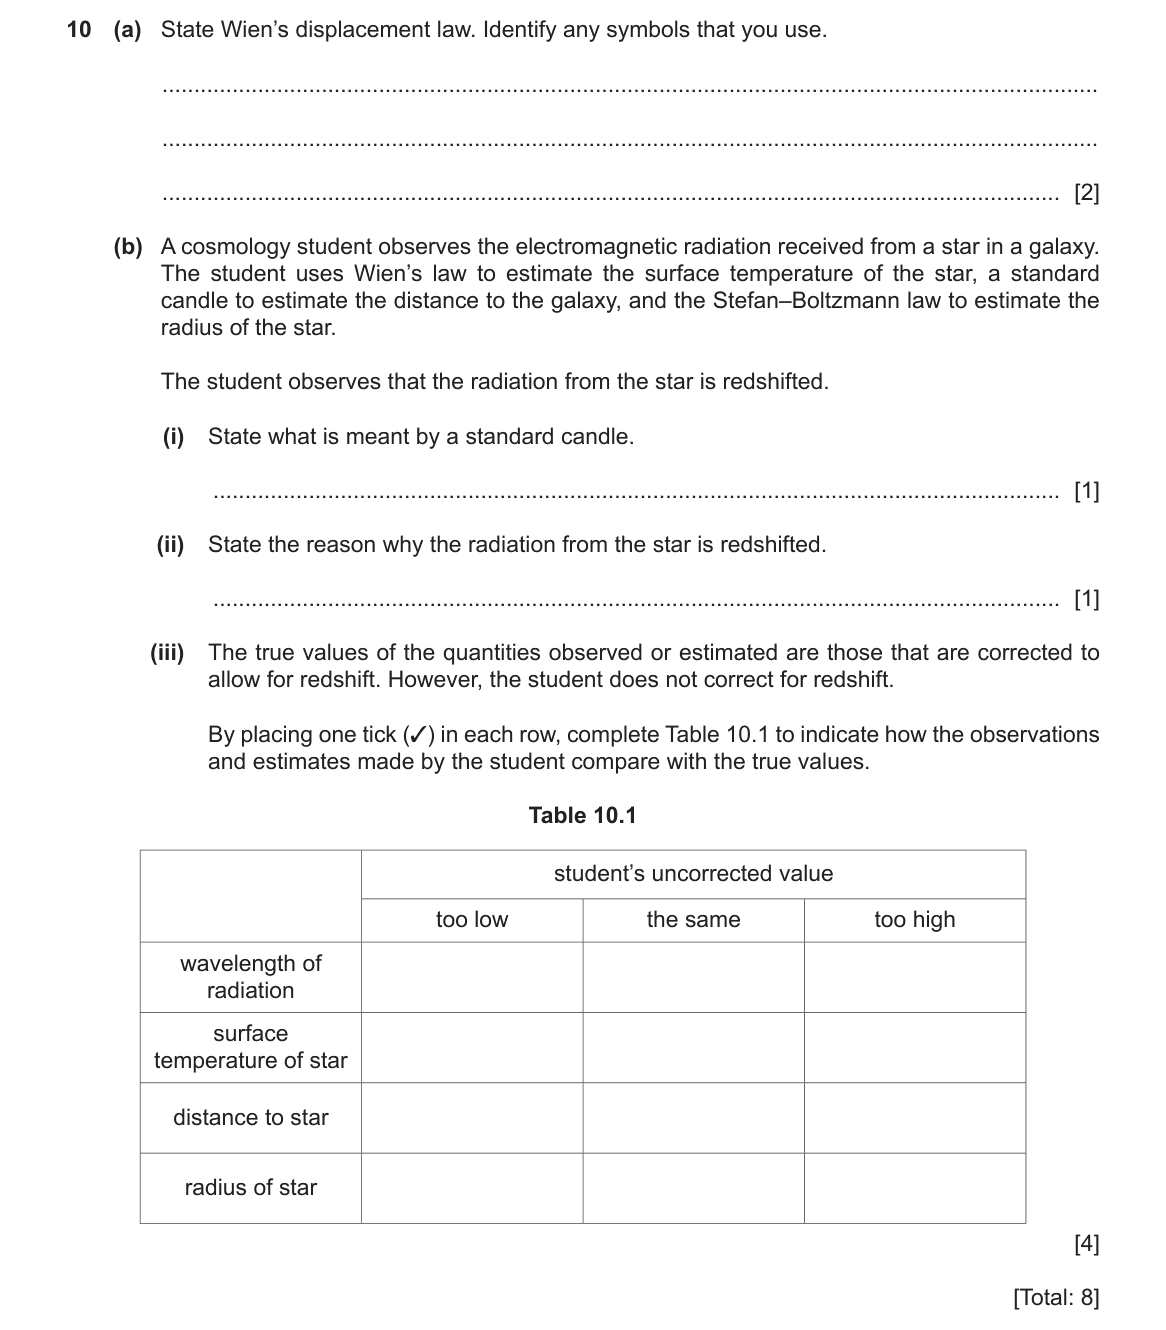 10 (a) State Wien’s displacement law. Identify any symbols that you use.
..........................................................................................................................................
..........................................................................................................................................
.................................................................................................................................... [2]
(b) A cosmology student observes the electromagnetic radiation received from a star in a galaxy.
The student uses Wien’s law to estimate the surface temperature of the star, a standard
candle to estimate the distance to the galaxy, and the Stefan–Boltzmann law to estimate the
radius of the star.
The student observes that the radiation from the star is redshifted.
(i) State what is meant by a standard candle.
............................................................................................................................. [1]
(ii) State the reason why the radiation from the star is redshifted.
............................................................................................................................. [1]
(iii) The true values of the quantities observed or estimated are those that are corrected to
allow for redshift. However, the student does not correct for redshift.
By placing one tick (✓) in each row, complete Table 10.1 to indicate how the observations
and estimates made by the student compare with the true values.
Table 10.1
student’s uncorrected value
too low the same too high
wavelength of
radiation
surface
temperature of star
distance to star
radius of star
[4]
[Total: 8]